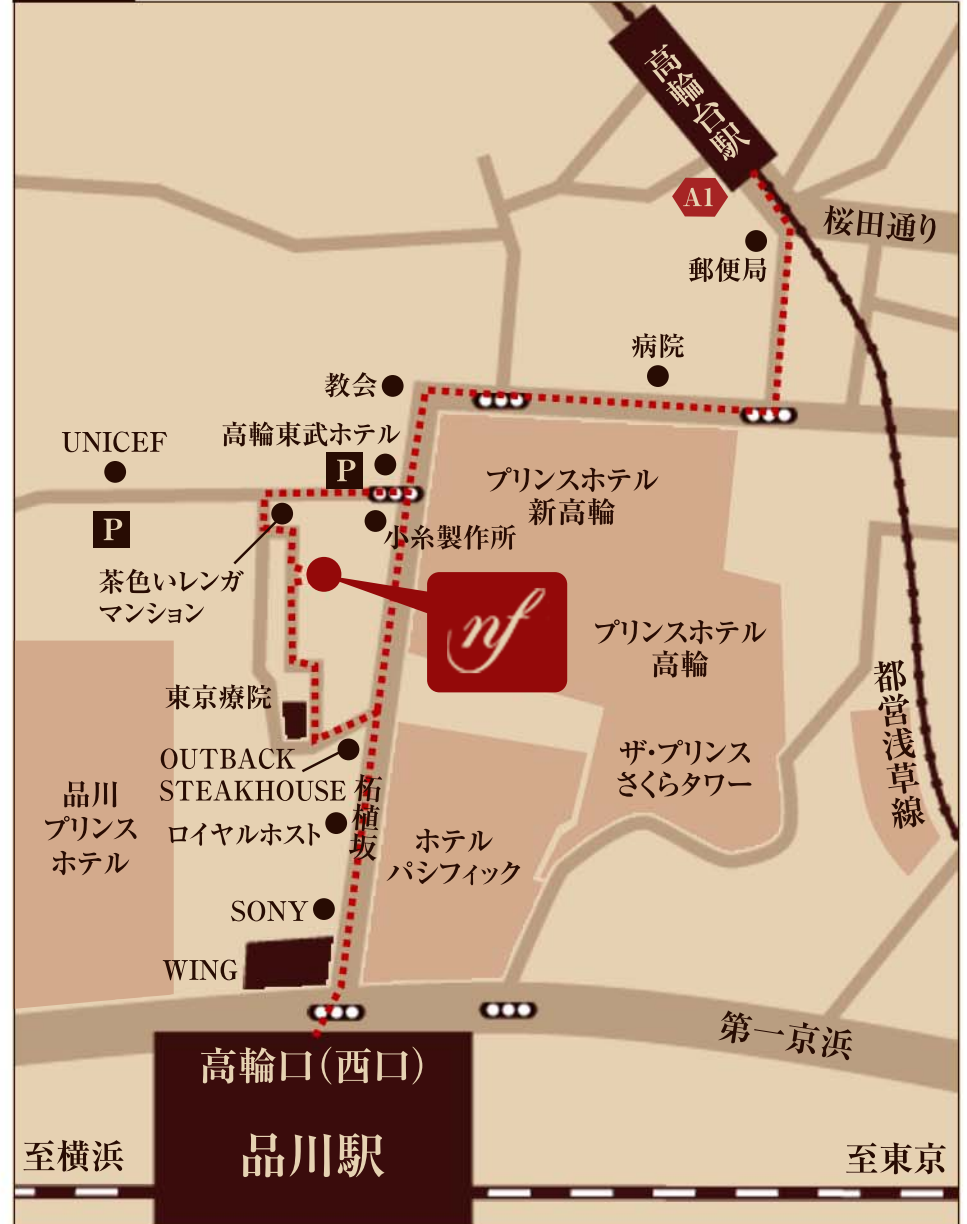 高輪台駅
A1
桜田通り
郵便局
病院
教会
高輪東武ホテル
UNICEF
P
P
プリンスホテル
新高輪
小糸製作所
茶色いレンガ
マンション
nf
プリンスホテル
高輪
東京療院
都営浅草線
OUTBACK
STEAKHOUSE
ザ・プリンス
さくらタワー
柘植坂
品川
プリンス
ホテル
ロイヤルホスト
ホテル
パシフィック
SONY
WING
第一京浜
高輪口(西口)
品川駅
至横浜
至東京